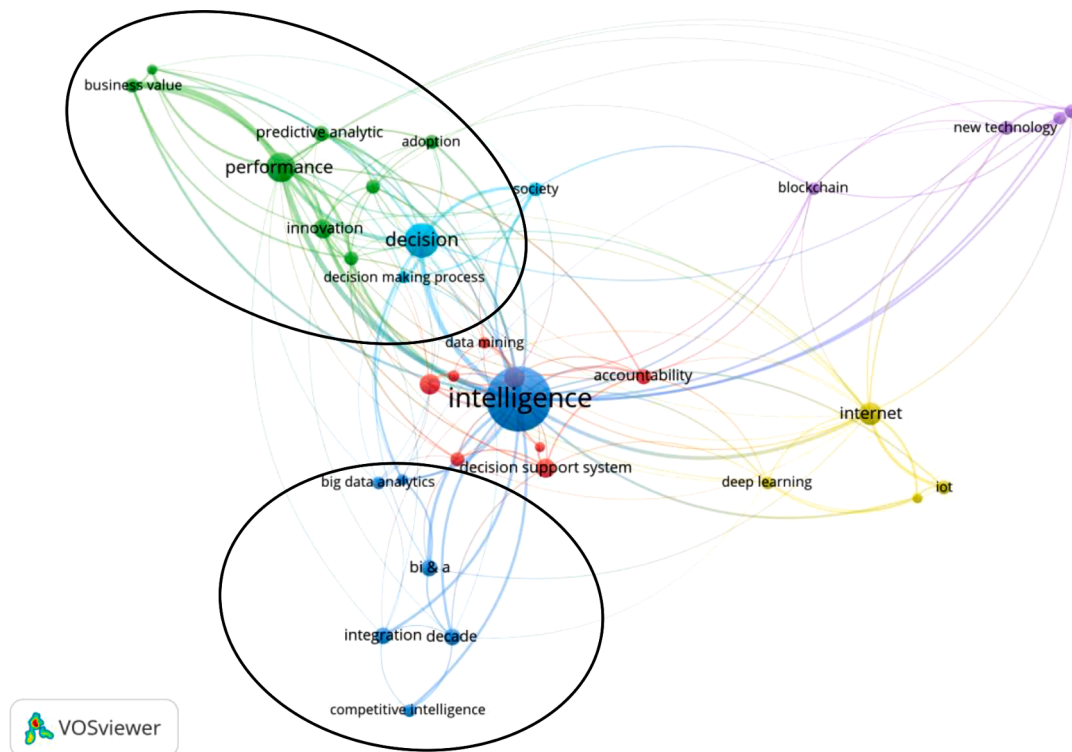 business value
predictive analytic
adoption
performance
new technology
society
blockchain
innovation
decision
decision making process
data mining
accountability
intelligence
internet
decision support system
big data analytics
deep learning
iot
bi & a
integration
decade
competitive intelligence
VOSviewer